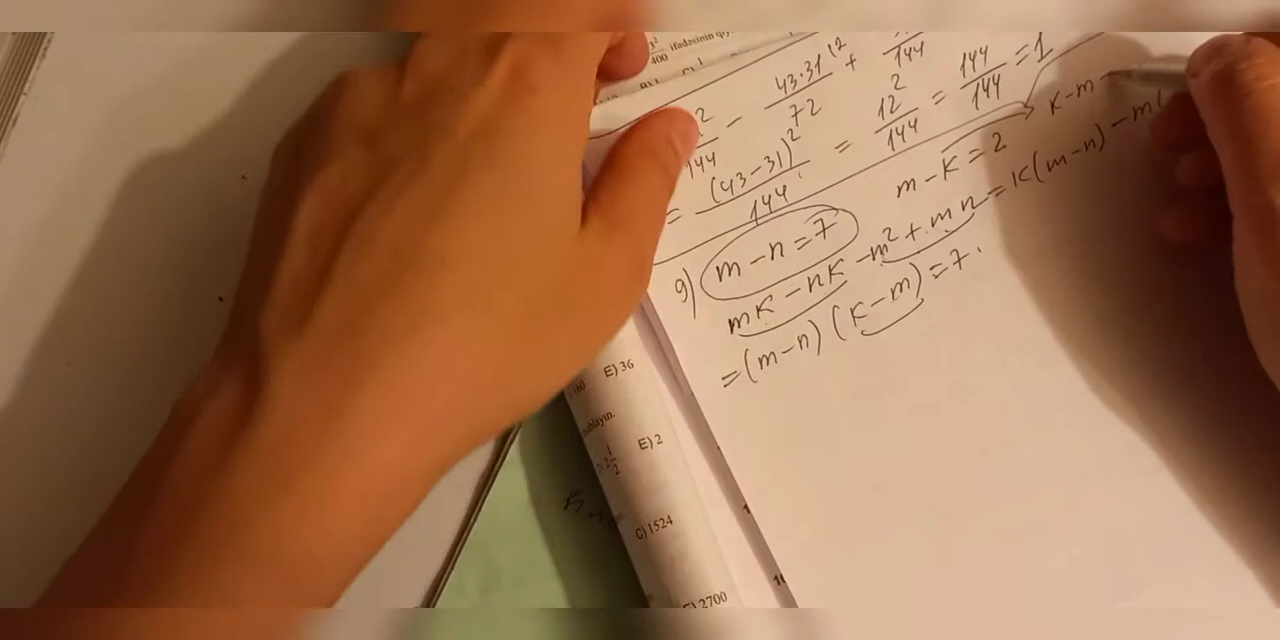 400 ifadəsinin
144 - 43·31/72 + /144
= (43-31)²/144 = 12²/144 = 144/144 = 1
9) m-n=7 m-K=2 K-m
mK-nK-m²+mn=K(m-n)-m(
=(m-n)(K-m)=7·
E) 36
E) 2
C) 1524
2700